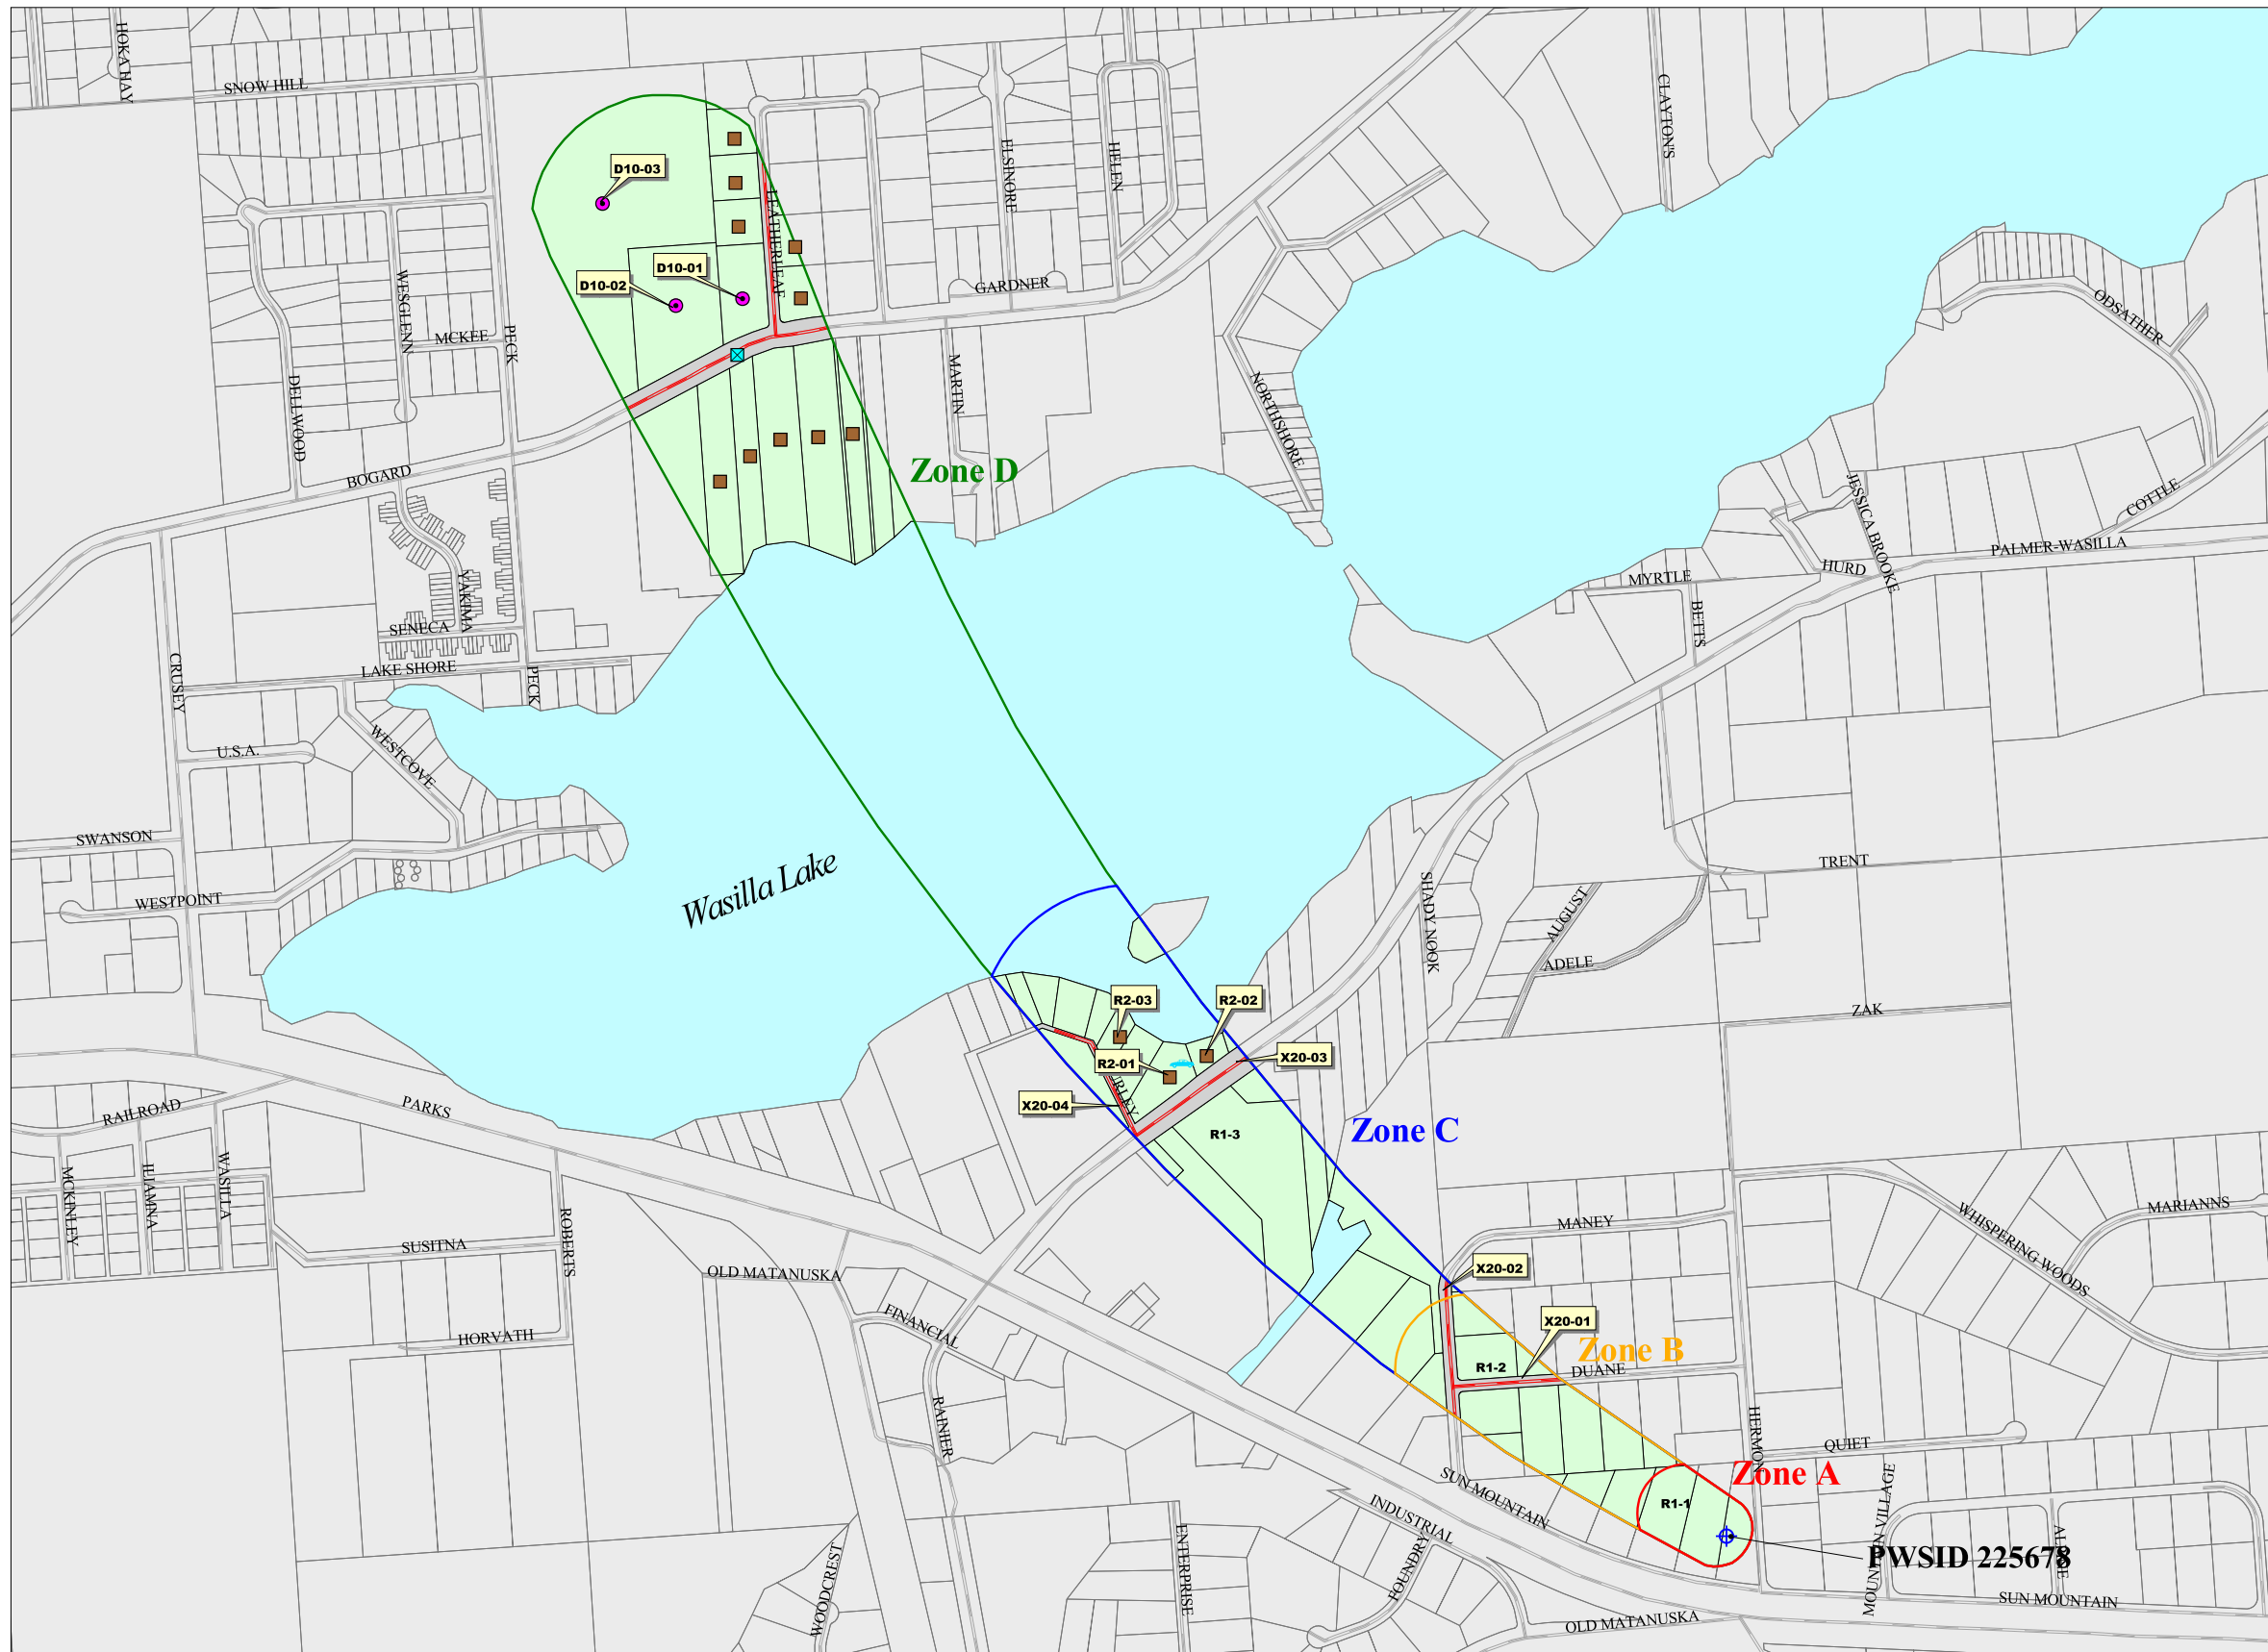 HOKA HAY
SNOW HILL
CLAYTON'S
ELSINORE
HELEN
D10-03
LEATHERLEAF
D10-01
D10-02
GARDNER
WESGLENN
MCKEE
PECK
DELLWOOD
MARTIN
NORTHSHORE
ODSATHER
BOGARD
Zone D
JESSICA BROOKE
COTTLE
PALMER-WASILLA
HURD
MYRTLE
BETTS
YAKIMA
SENECA
LAKE SHORE
CRUSEY
PECK
U.S.A.
WESTCOVE
SWANSON
WESTPOINT
Wasilla Lake
TRENT
SHADY NOOK
AUGUST
ADELE
ZAK
R2-03
R2-02
R2-01
X20-03
X20-04
RAILROAD
PARKS
Zone C
R1-3
MCKINLEY
ILIAMNA
WASILLA
ROBERTS
SUSITNA
MANEY
WHISPERING WOODS
MARIANNS
OLD MATANUSKA
X20-02
FINANCIAL
HORVATH
X20-01
Zone B
R1-2
DUANE
RAINIER
HERMON
QUIET
Zone A
SUN MOUNTAIN
INDUSTRIAL
R1-1
MOUNTAIN VILLAGE
PWSID 225678
ENTERPRISE
FOUNDRY
WOODCREST
SUN MOUNTAIN
OLD MATANUSKA